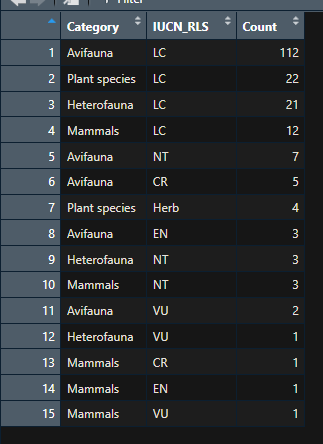 Filter
Category IUCN_RLS Count
1 Avifauna LC 112
2 Plant species LC 22
3 Heterofauna LC 21
4 Mammals LC 12
5 Avifauna NT 7
6 Avifauna CR 5
7 Plant species Herb 4
8 Avifauna EN 3
9 Heterofauna NT 3
10 Mammals NT 3
11 Avifauna VU 2
12 Heterofauna VU 1
13 Mammals CR 1
14 Mammals EN 1
15 Mammals VU 1